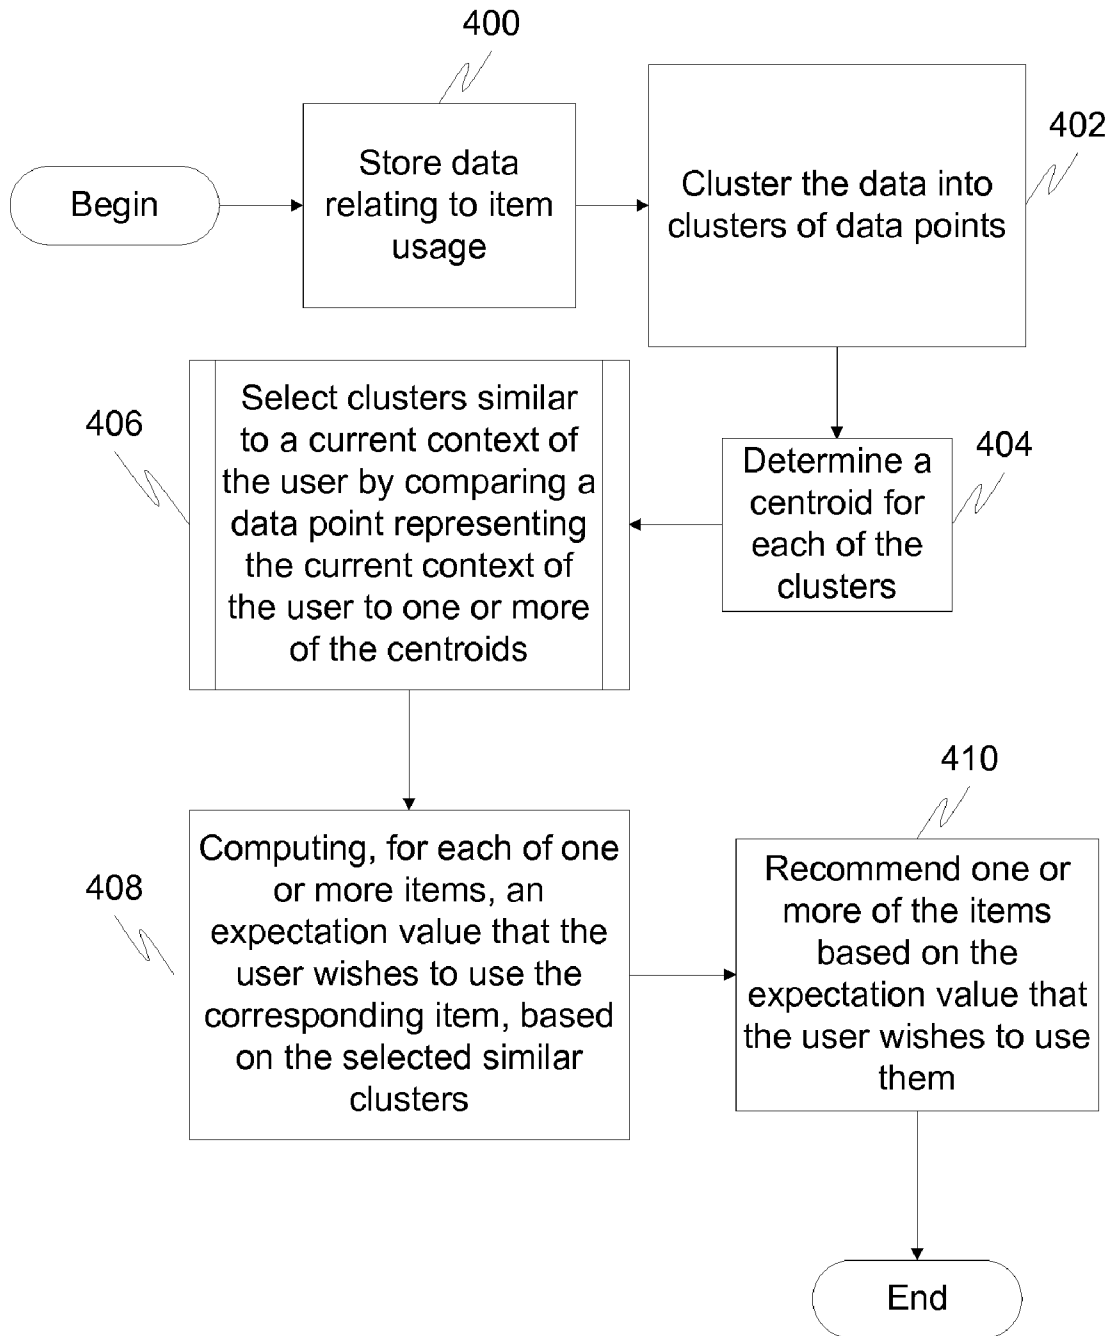 400
Begin
Store data
relating to item
usage
402
Cluster the data into
clusters of data points
406
Select clusters similar
to a current context of
the user by comparing a
data point representing
the current context of
the user to one or more
of the centroids
404
Determine a
centroid for
each of the
clusters
408
Computing, for each of one
or more items, an
expectation value that the
user wishes to use the
corresponding item, based
on the selected similar
clusters
410
Recommend one or
more of the items
based on the
expectation value that
the user wishes to use
them
End